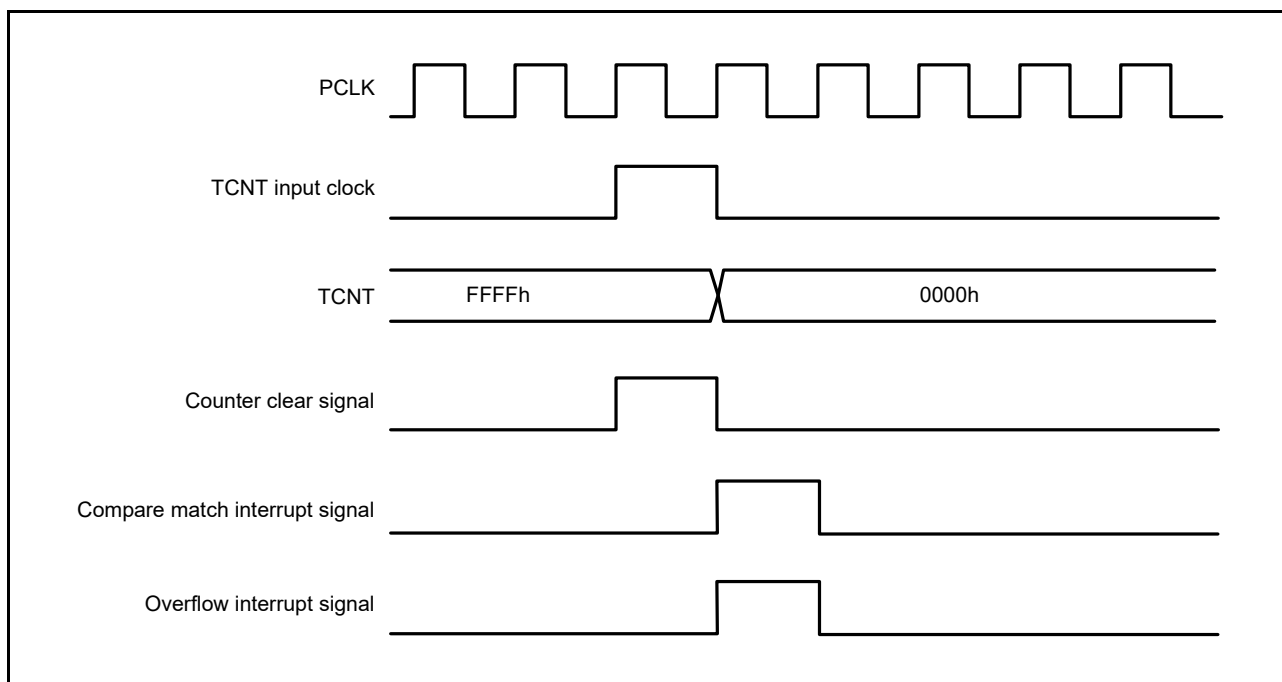 PCLK
TCNT input clock
TCNT
FFFFh
0000h
Counter clear signal
Compare match interrupt signal
Overflow interrupt signal